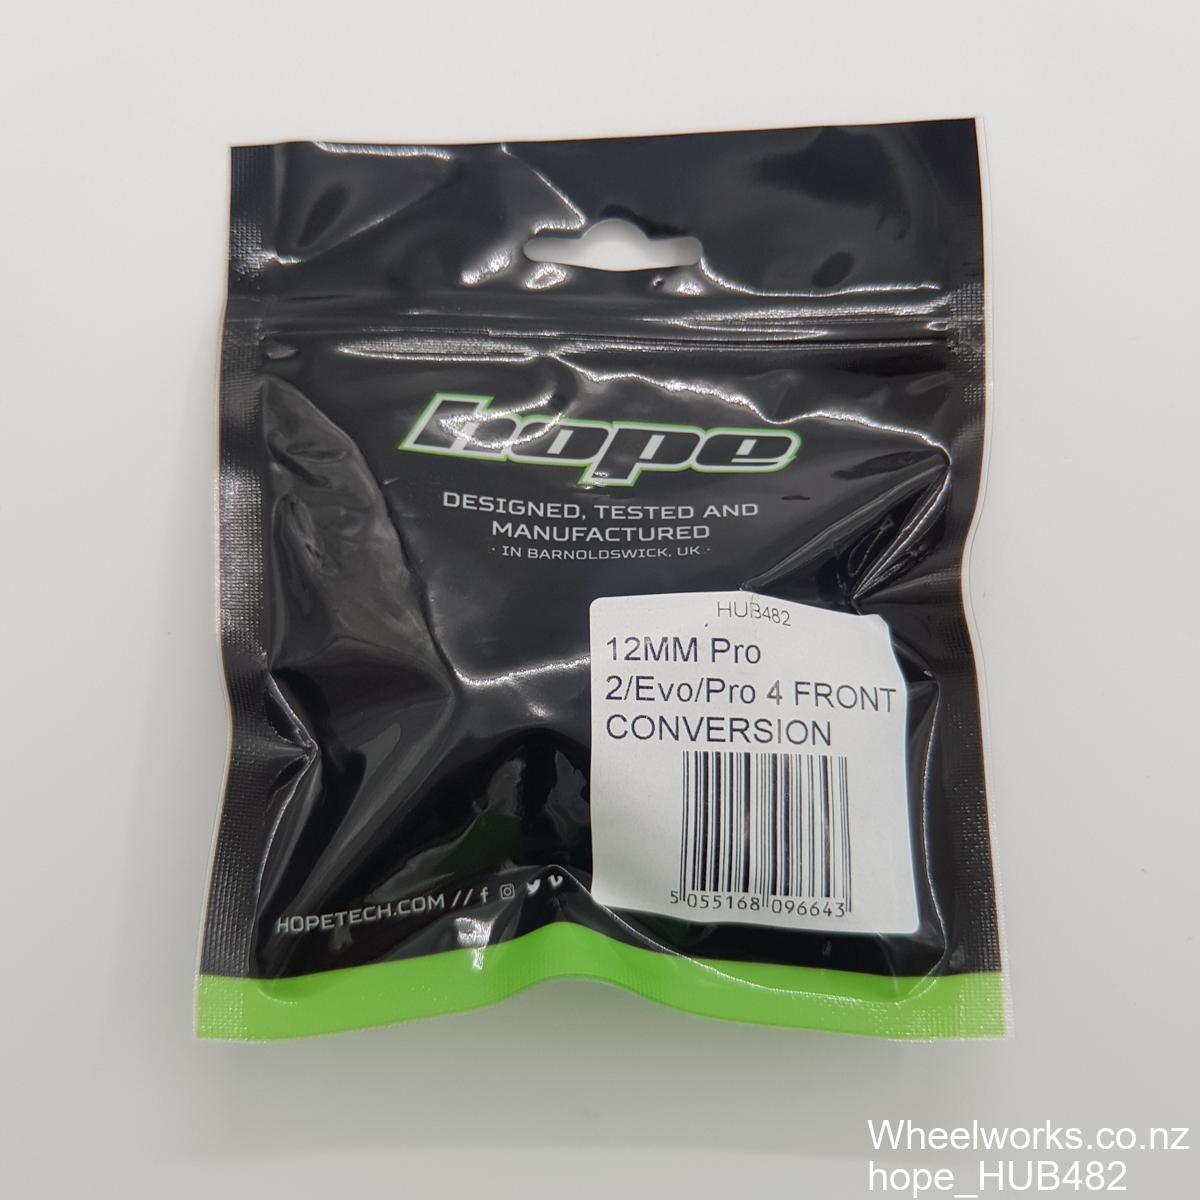 hope
DESIGNED, TESTED AND
MANUFACTURED
· IN BARNOLDSWICK, UK ·
HUB482
12MM Pro
2/Evo/Pro 4 FRONT
CONVERSION
5 055168 096643
HOPETECH.COM //
Wheelworks.co.nz
hope_HUB482